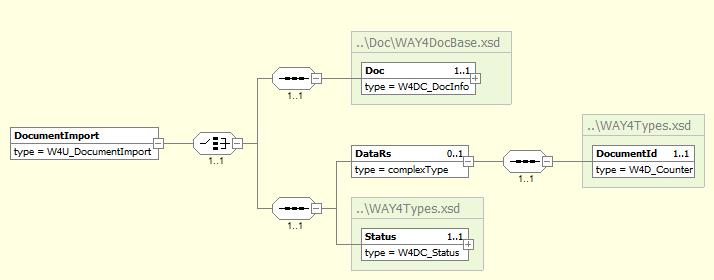 ..\Doc\WAY4DocBase.xsd
Doc 1..1
type = W4DC_DocInfo
1..1
DocumentImport
type = W4U_DocumentImport
1..1
DataRs 0..1
type = complexType
1..1
..\WAY4Types.xsd
DocumentId 1..1
type = W4D_Counter
1..1
..\WAY4Types.xsd
Status 1..1
type = W4DC_Status